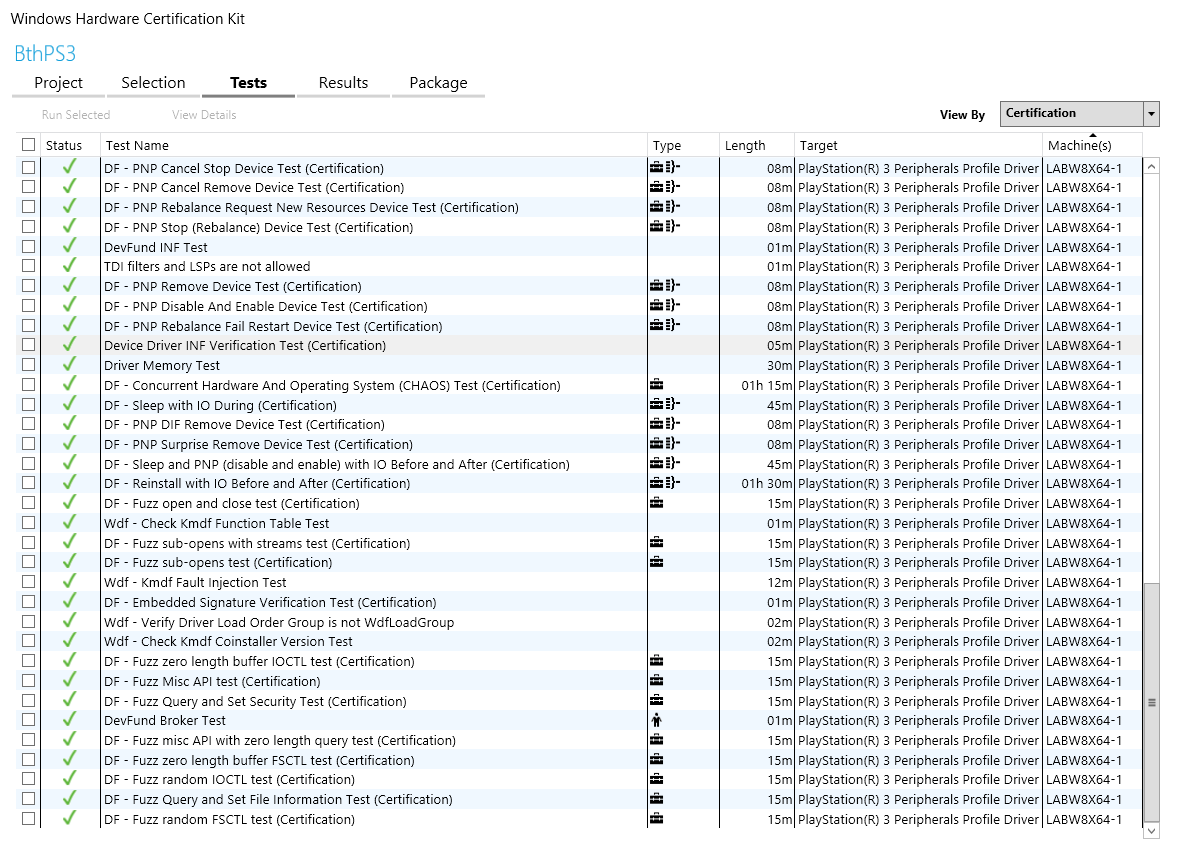 Windows Hardware Certification Kit
BthPS3
Project Selection Tests Results Package
Run Selected View Details View By Certification
Status Test Name Type Length Target Machine(s)
DF - PNP Cancel Stop Device Test (Certification) 08m PlayStation(R) 3 Peripherals Profile Driver LABW8X64-1
DF - PNP Cancel Remove Device Test (Certification) 08m PlayStation(R) 3 Peripherals Profile Driver LABW8X64-1
DF - PNP Rebalance Request New Resources Device Test (Certification) 08m PlayStation(R) 3 Peripherals Profile Driver LABW8X64-1
DF - PNP Stop (Rebalance) Device Test (Certification) 08m PlayStation(R) 3 Peripherals Profile Driver LABW8X64-1
DevFund INF Test 01m PlayStation(R) 3 Peripherals Profile Driver LABW8X64-1
TDI filters and LSPs are not allowed 01m PlayStation(R) 3 Peripherals Profile Driver LABW8X64-1
DF - PNP Remove Device Test (Certification) 08m PlayStation(R) 3 Peripherals Profile Driver LABW8X64-1
DF - PNP Disable And Enable Device Test (Certification) 08m PlayStation(R) 3 Peripherals Profile Driver LABW8X64-1
DF - PNP Rebalance Fail Restart Device Test (Certification) 08m PlayStation(R) 3 Peripherals Profile Driver LABW8X64-1
Device Driver INF Verification Test (Certification) 05m PlayStation(R) 3 Peripherals Profile Driver LABW8X64-1
Driver Memory Test 30m PlayStation(R) 3 Peripherals Profile Driver LABW8X64-1
DF - Concurrent Hardware And Operating System (CHAOS) Test (Certification) 01h 15m PlayStation(R) 3 Peripherals Profile Driver LABW8X64-1
DF - Sleep with IO During (Certification) 45m PlayStation(R) 3 Peripherals Profile Driver LABW8X64-1
DF - PNP DIF Remove Device Test (Certification) 08m PlayStation(R) 3 Peripherals Profile Driver LABW8X64-1
DF - PNP Surprise Remove Device Test (Certification) 08m PlayStation(R) 3 Peripherals Profile Driver LABW8X64-1
DF - Sleep and PNP (disable and enable) with IO Before and After (Certification) 45m PlayStation(R) 3 Peripherals Profile Driver LABW8X64-1
DF - Reinstall with IO Before and After (Certification) 01h 30m PlayStation(R) 3 Peripherals Profile Driver LABW8X64-1
DF - Fuzz open and close test (Certification) 15m PlayStation(R) 3 Peripherals Profile Driver LABW8X64-1
Wdf - Check Kmdf Function Table Test 01m PlayStation(R) 3 Peripherals Profile Driver LABW8X64-1
DF - Fuzz sub-opens with streams test (Certification) 15m PlayStation(R) 3 Peripherals Profile Driver LABW8X64-1
DF - Fuzz sub-opens test (Certification) 15m PlayStation(R) 3 Peripherals Profile Driver LABW8X64-1
Wdf - Kmdf Fault Injection Test 12m PlayStation(R) 3 Peripherals Profile Driver LABW8X64-1
DF - Embedded Signature Verification Test (Certification) 01m PlayStation(R) 3 Peripherals Profile Driver LABW8X64-1
Wdf - Verify Driver Load Order Group is not WdfLoadGroup 02m PlayStation(R) 3 Peripherals Profile Driver LABW8X64-1
Wdf - Check Kmdf Coinstaller Version Test 02m PlayStation(R) 3 Peripherals Profile Driver LABW8X64-1
DF - Fuzz zero length buffer IOCTL test (Certification) 15m PlayStation(R) 3 Peripherals Profile Driver LABW8X64-1
DF - Fuzz Misc API test (Certification) 15m PlayStation(R) 3 Peripherals Profile Driver LABW8X64-1
DF - Fuzz Query and Set Security Test (Certification) 15m PlayStation(R) 3 Peripherals Profile Driver LABW8X64-1
DevFund Broker Test 01m PlayStation(R) 3 Peripherals Profile Driver LABW8X64-1
DF - Fuzz misc API with zero length query test (Certification) 15m PlayStation(R) 3 Peripherals Profile Driver LABW8X64-1
DF - Fuzz zero length buffer FSCTL test (Certification) 15m PlayStation(R) 3 Peripherals Profile Driver LABW8X64-1
DF - Fuzz random IOCTL test (Certification) 15m PlayStation(R) 3 Peripherals Profile Driver LABW8X64-1
DF - Fuzz Query and Set File Information Test (Certification) 15m PlayStation(R) 3 Peripherals Profile Driver LABW8X64-1
DF - Fuzz random FSCTL test (Certification) 15m PlayStation(R) 3 Peripherals Profile Driver LABW8X64-1